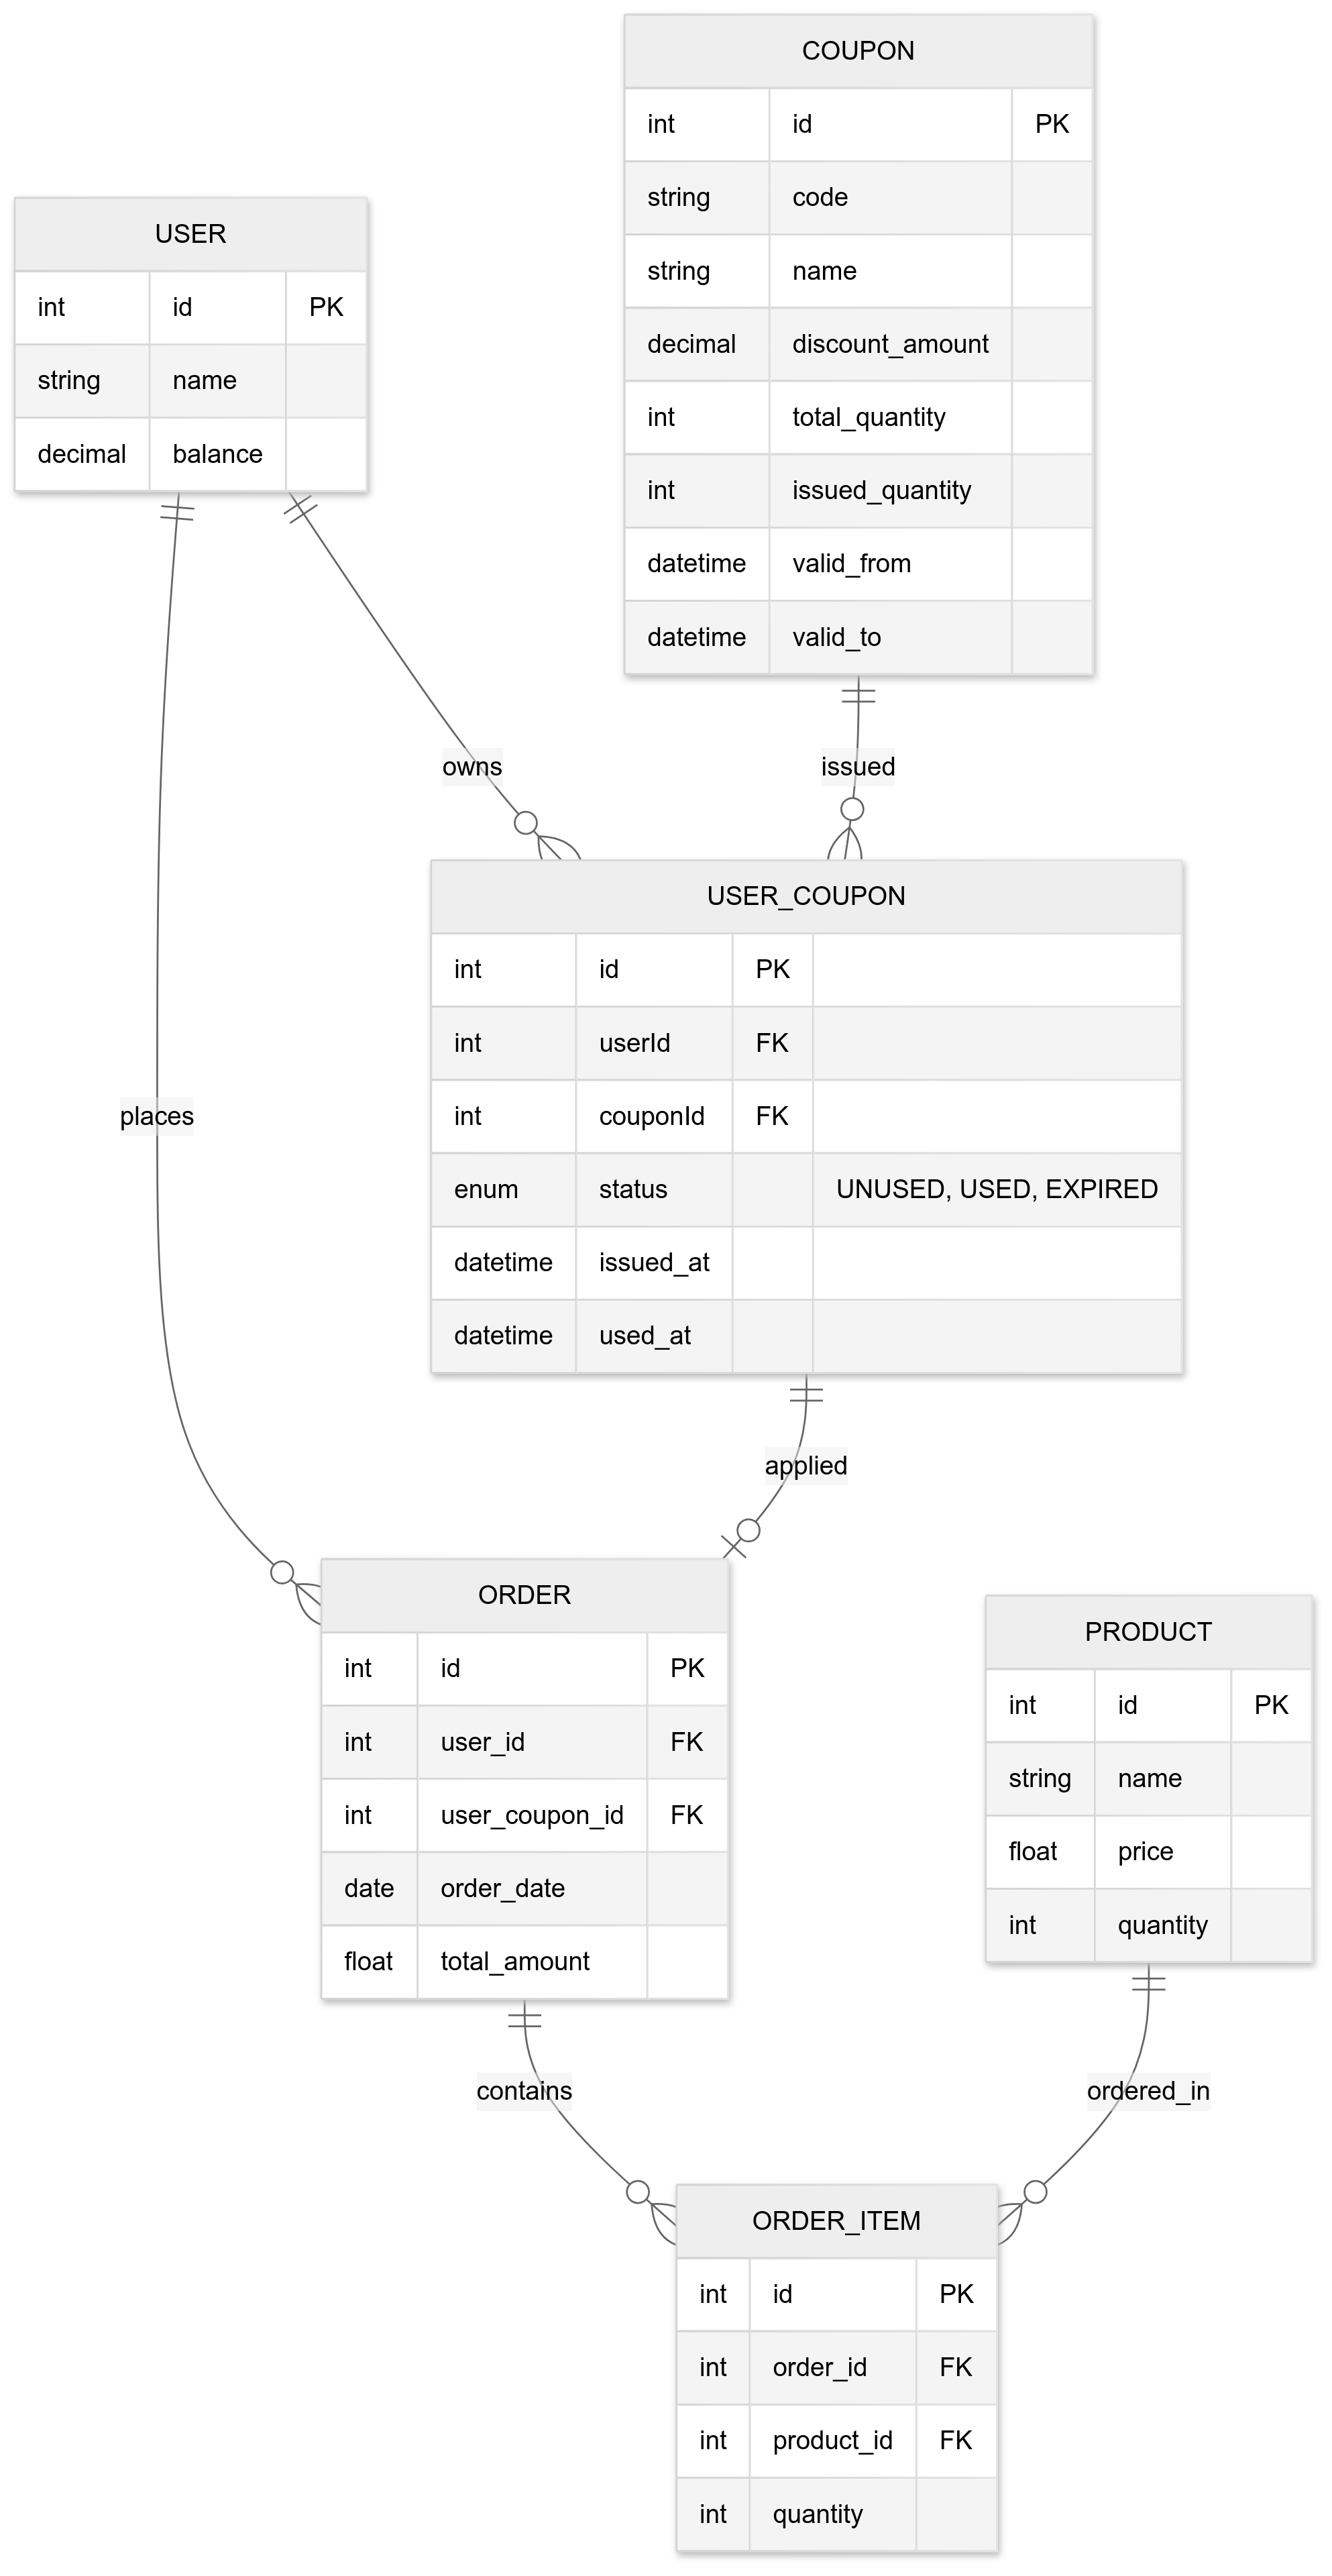 COUPON
int id PK
string code
string name
decimal discount_amount
int total_quantity
int issued_quantity
datetime valid_from
datetime valid_to
USER
int id PK
string name
decimal balance
owns
issued
USER_COUPON
int id PK
int userId FK
int couponId FK
enum status UNUSED, USED, EXPIRED
datetime issued_at
datetime used_at
places
applied
ORDER
int id PK
int user_id FK
int user_coupon_id FK
date order_date
float total_amount
PRODUCT
int id PK
string name
float price
int quantity
contains
ordered_in
ORDER_ITEM
int id PK
int order_id FK
int product_id FK
int quantity